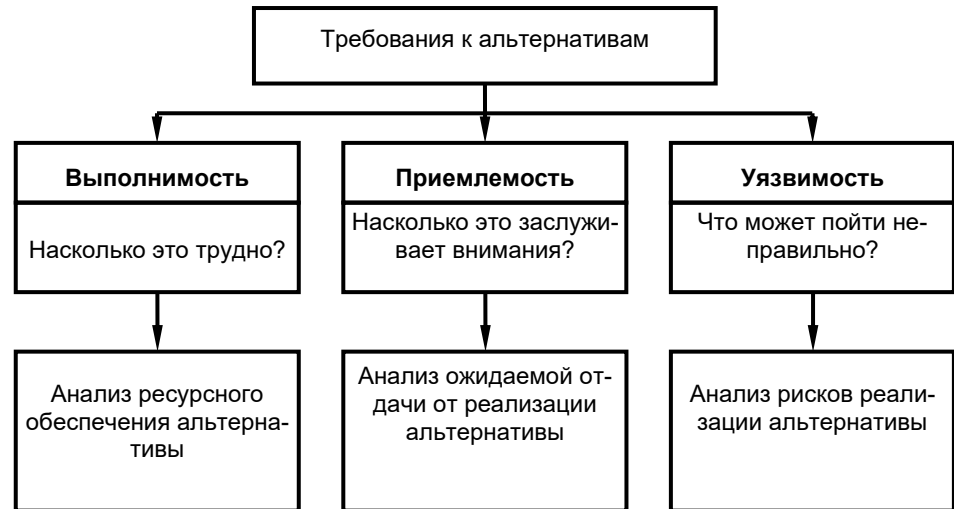 Требования к альтернативам
Выполнимость
Насколько это трудно?
Анализ ресурсного
обеспечения альтерна-
тивы
Приемлемость
Насколько это заслужи-
вает внимания?
Анализ ожидаемой от-
дачи от реализации
альтернативы
Уязвимость
Что может пойти не-
правильно?
Анализ рисков реали-
зации альтернативы